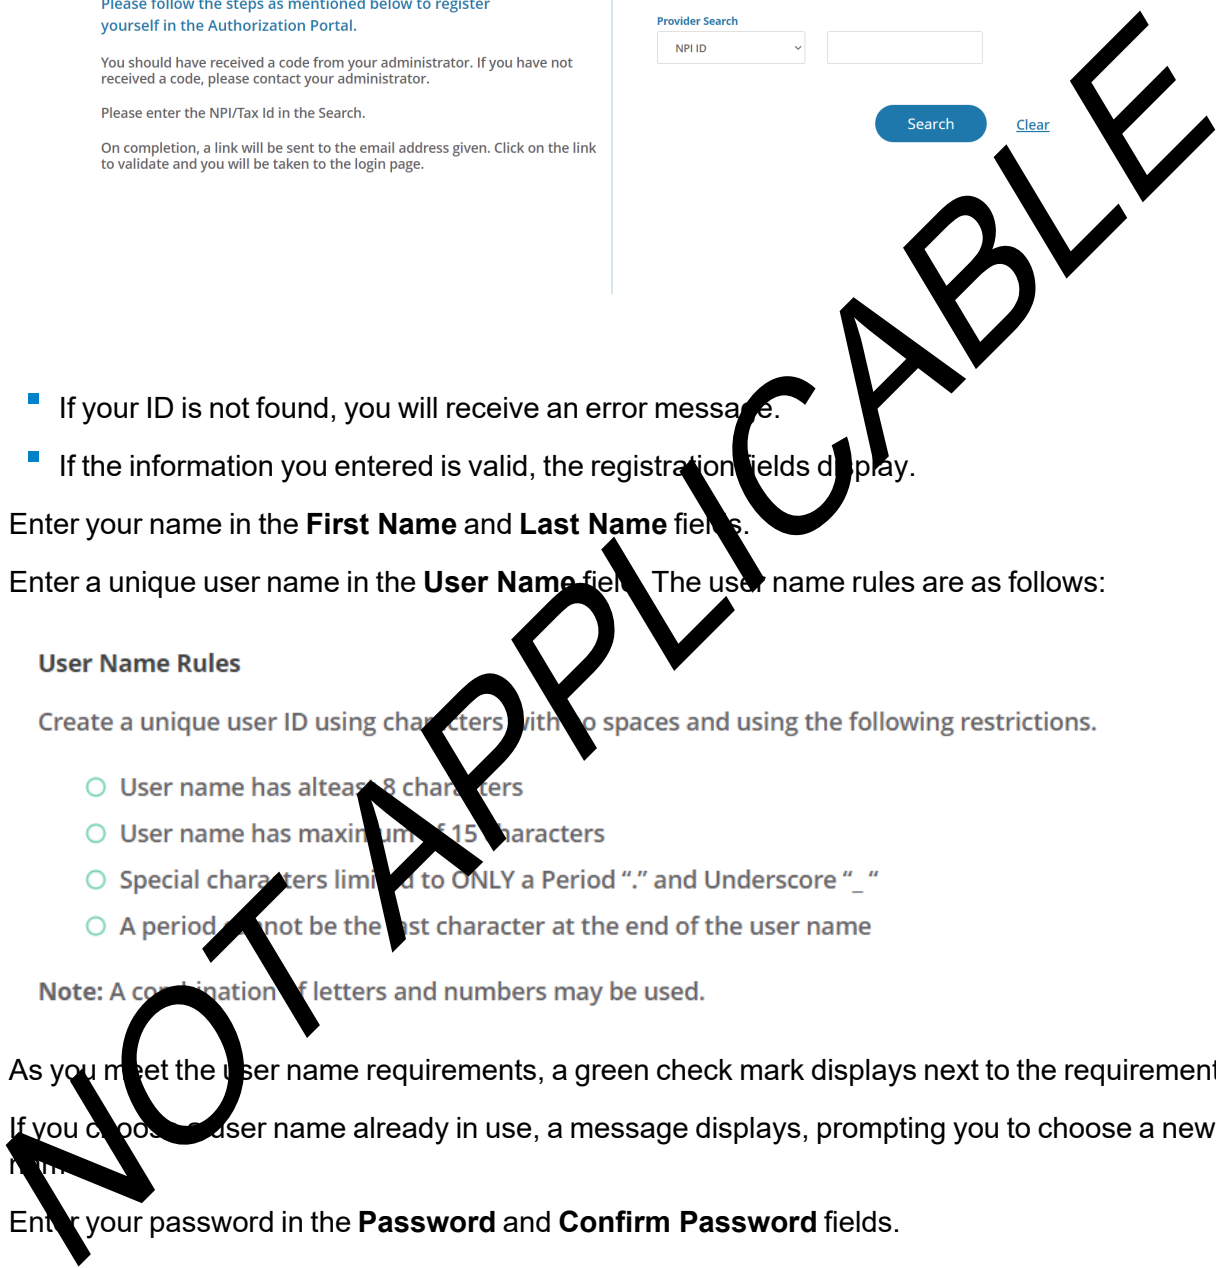 Please follow the steps as mentioned below to register
yourself in the Authorization Portal.
You should have received a code from your administrator. If you have not
received a code, please contact your administrator.
Please enter the NPI/Tax Id in the Search.
On completion, a link will be sent to the email address given. Click on the link
to validate and you will be taken to the login page.
Provider Search
NPI ID
Search Clear
If your ID is not found, you will receive an error message.
If the information you entered is valid, the registration fields display.
Enter your name in the First Name and Last Name fields.
Enter a unique user name in the User Name field. The user name rules are as follows:
User Name Rules
Create a unique user ID using characters with no spaces and using the following restrictions.
User name has alteast 8 characters
User name has maximum of 15 characters
Special characters limited to ONLY a Period “.” and Underscore “_ “
A period cannot be the last character at the end of the user name
Note: A combination of letters and numbers may be used.
As you meet the user name requirements, a green check mark displays next to the requirement
If you choose a user name already in use, a message displays, prompting you to choose a new
name
Enter your password in the Password and Confirm Password fields.
NOT APPLICABLE